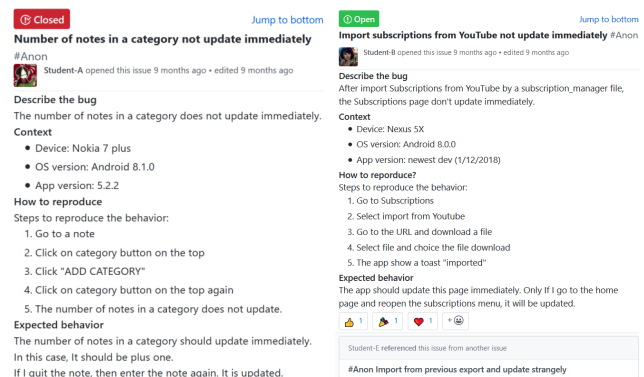 Closed
Jump to bottom
Number of notes in a category not update immediately
#Anon
Student-A opened this issue 9 months ago • edited 9 months ago
Describe the bug
The number of notes in a category does not update immediately.
Context
• Device: Nokia 7 plus
• OS version: Android 8.1.0
• App version: 5.2.2
How to reproduce
Steps to reproduce the behavior:
1. Go to a note
2. Click on category button on the top
3. Click "ADD CATEGORY"
4. Click on category button on the top again
5. The number of notes in a category does not update.
Expected behavior
The number of notes in a category should update immediately.
In this case, It should be plus one.
If I quit the note, then enter the note again. It is updated.
Open
Jump to bottom
Import subscriptions from YouTube not update immediately #Anon
Student-B opened this issue 9 months ago • edited 9 months ago
Describe the bug
After import Subscriptions from YouTube by a subscription_manager file,
the Subscriptions page don't update immediately.
Context
• Device: Nexus 5X
• OS version: Android 8.0.0
• App version: newest dev (1/12/2018)
How to reporduce?
Steps to reproduce the behavior:
1. Go to Subscriptions
2. Select import from Youtube
3. Go to the URL and download a file
4. Select file and choice the file download
5. The app show a toast "imported"
Expected behavior
The app should update this page immediately. Only If I go to the home
page and reopen the subscriptions menu, it will be updated.
1 1 1 +
Student-E referenced this issue from another issue
#Anon Import from previous export and update strangely